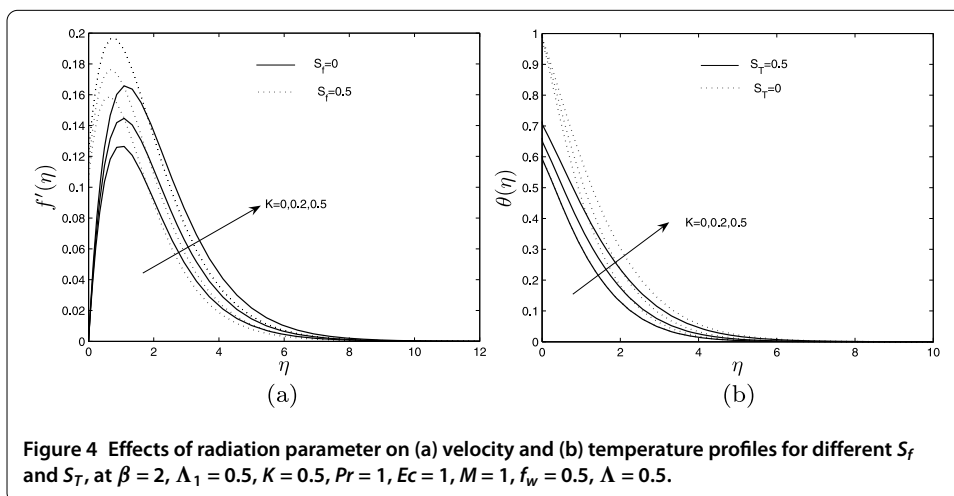 0.2
0.18
0.16
0.14
0.12
0.1
0.08
0.06
0.04
0.02
0
f′(η)
S_f=0
S_f=0.5
K=0,0.2,0.5
0 2 4 6 8 10 12
η
(a)
1
0.9
0.8
0.7
0.6
0.5
0.4
0.3
0.2
0.1
0
θ(η)
S_T=0.5
S_T=0
K=0,0.2,0.5
0 2 4 6 8 10
η
(b)
Figure 4 Effects of radiation parameter on (a) velocity and (b) temperature profiles for different S_f
and S_T, at β = 2, Λ₁ = 0.5, K = 0.5, Pr = 1, Ec = 1, M = 1, f_w = 0.5, Λ = 0.5.